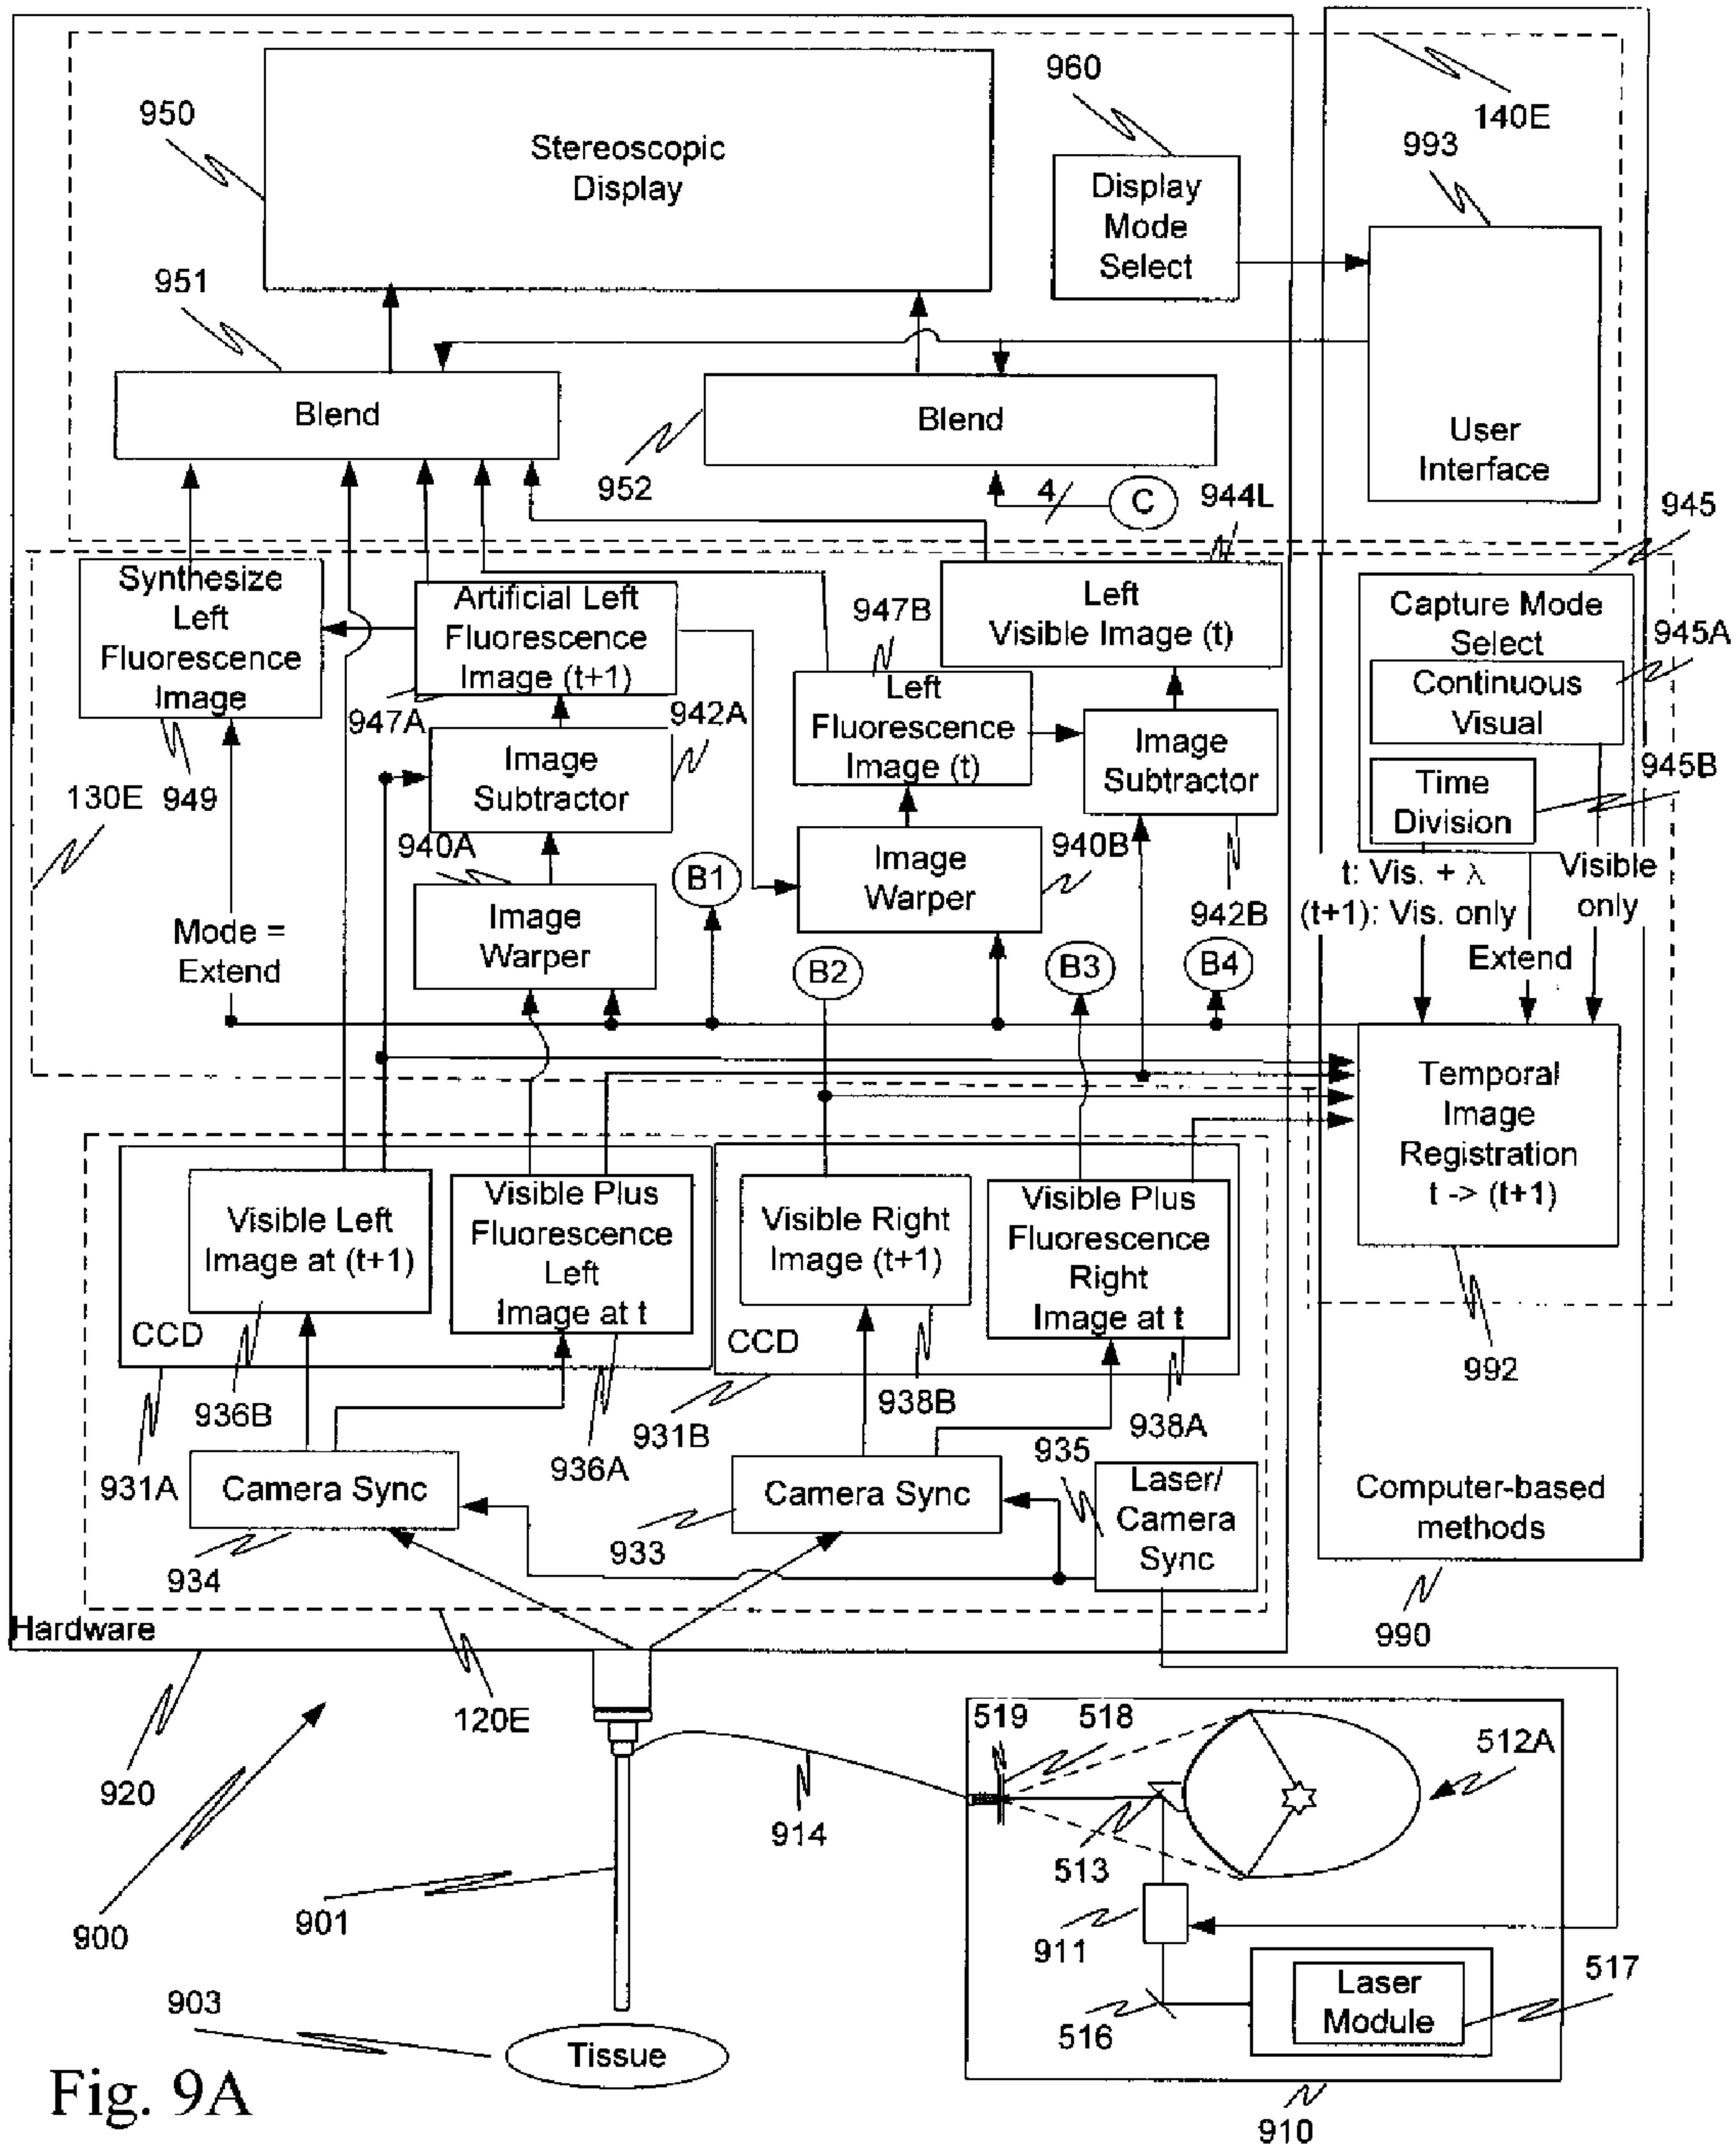 960
140E
993
950
Stereoscopic
Display
Display
Mode
Select
951
Blend
Blend
User
Interface
952
4
C
944L
945
Synthesize
Left
Fluorescence
Image
Artificial Left
Fluorescence
Image (t+1)
947B
Left
Visible Image (t)
Capture Mode
Select
945A
Continuous
Visual
947A
942A
Left
Fluorescence
Image (t)
Image
Subtractor
Image
Subtractor
945B
Time
Division
130E
949
940A
B1
Image
Warper
940B
942B
t: Vis. + λ
(t+1): Vis. only
Visible
only
Extend
Mode =
Extend
Image
Warper
B2
B3
B4
Temporal
Image
Registration
t -> (t+1)
Visible Left
Image at (t+1)
Visible Plus
Fluorescence
Left
Image at t
Visible Right
Image (t+1)
Visible Plus
Fluorescence
Right
Image at t
CCD
CCD
992
936B
938B
938A
931A
936A
931B
935
Camera Sync
Camera Sync
Laser/
Camera
Sync
Computer-based
methods
934
933
Hardware
990
920
120E
519
518
512A
914
513
900
901
911
517
Laser
Module
516
903
Tissue
Fig. 9A
910